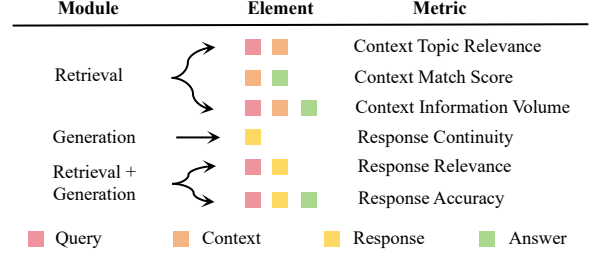 Module Element Metric
Context Topic Relevance
Retrieval Context Match Score
Context Information Volume
Generation Response Continuity
Retrieval + Response Relevance
Generation Response Accuracy
Query Context Response Answer